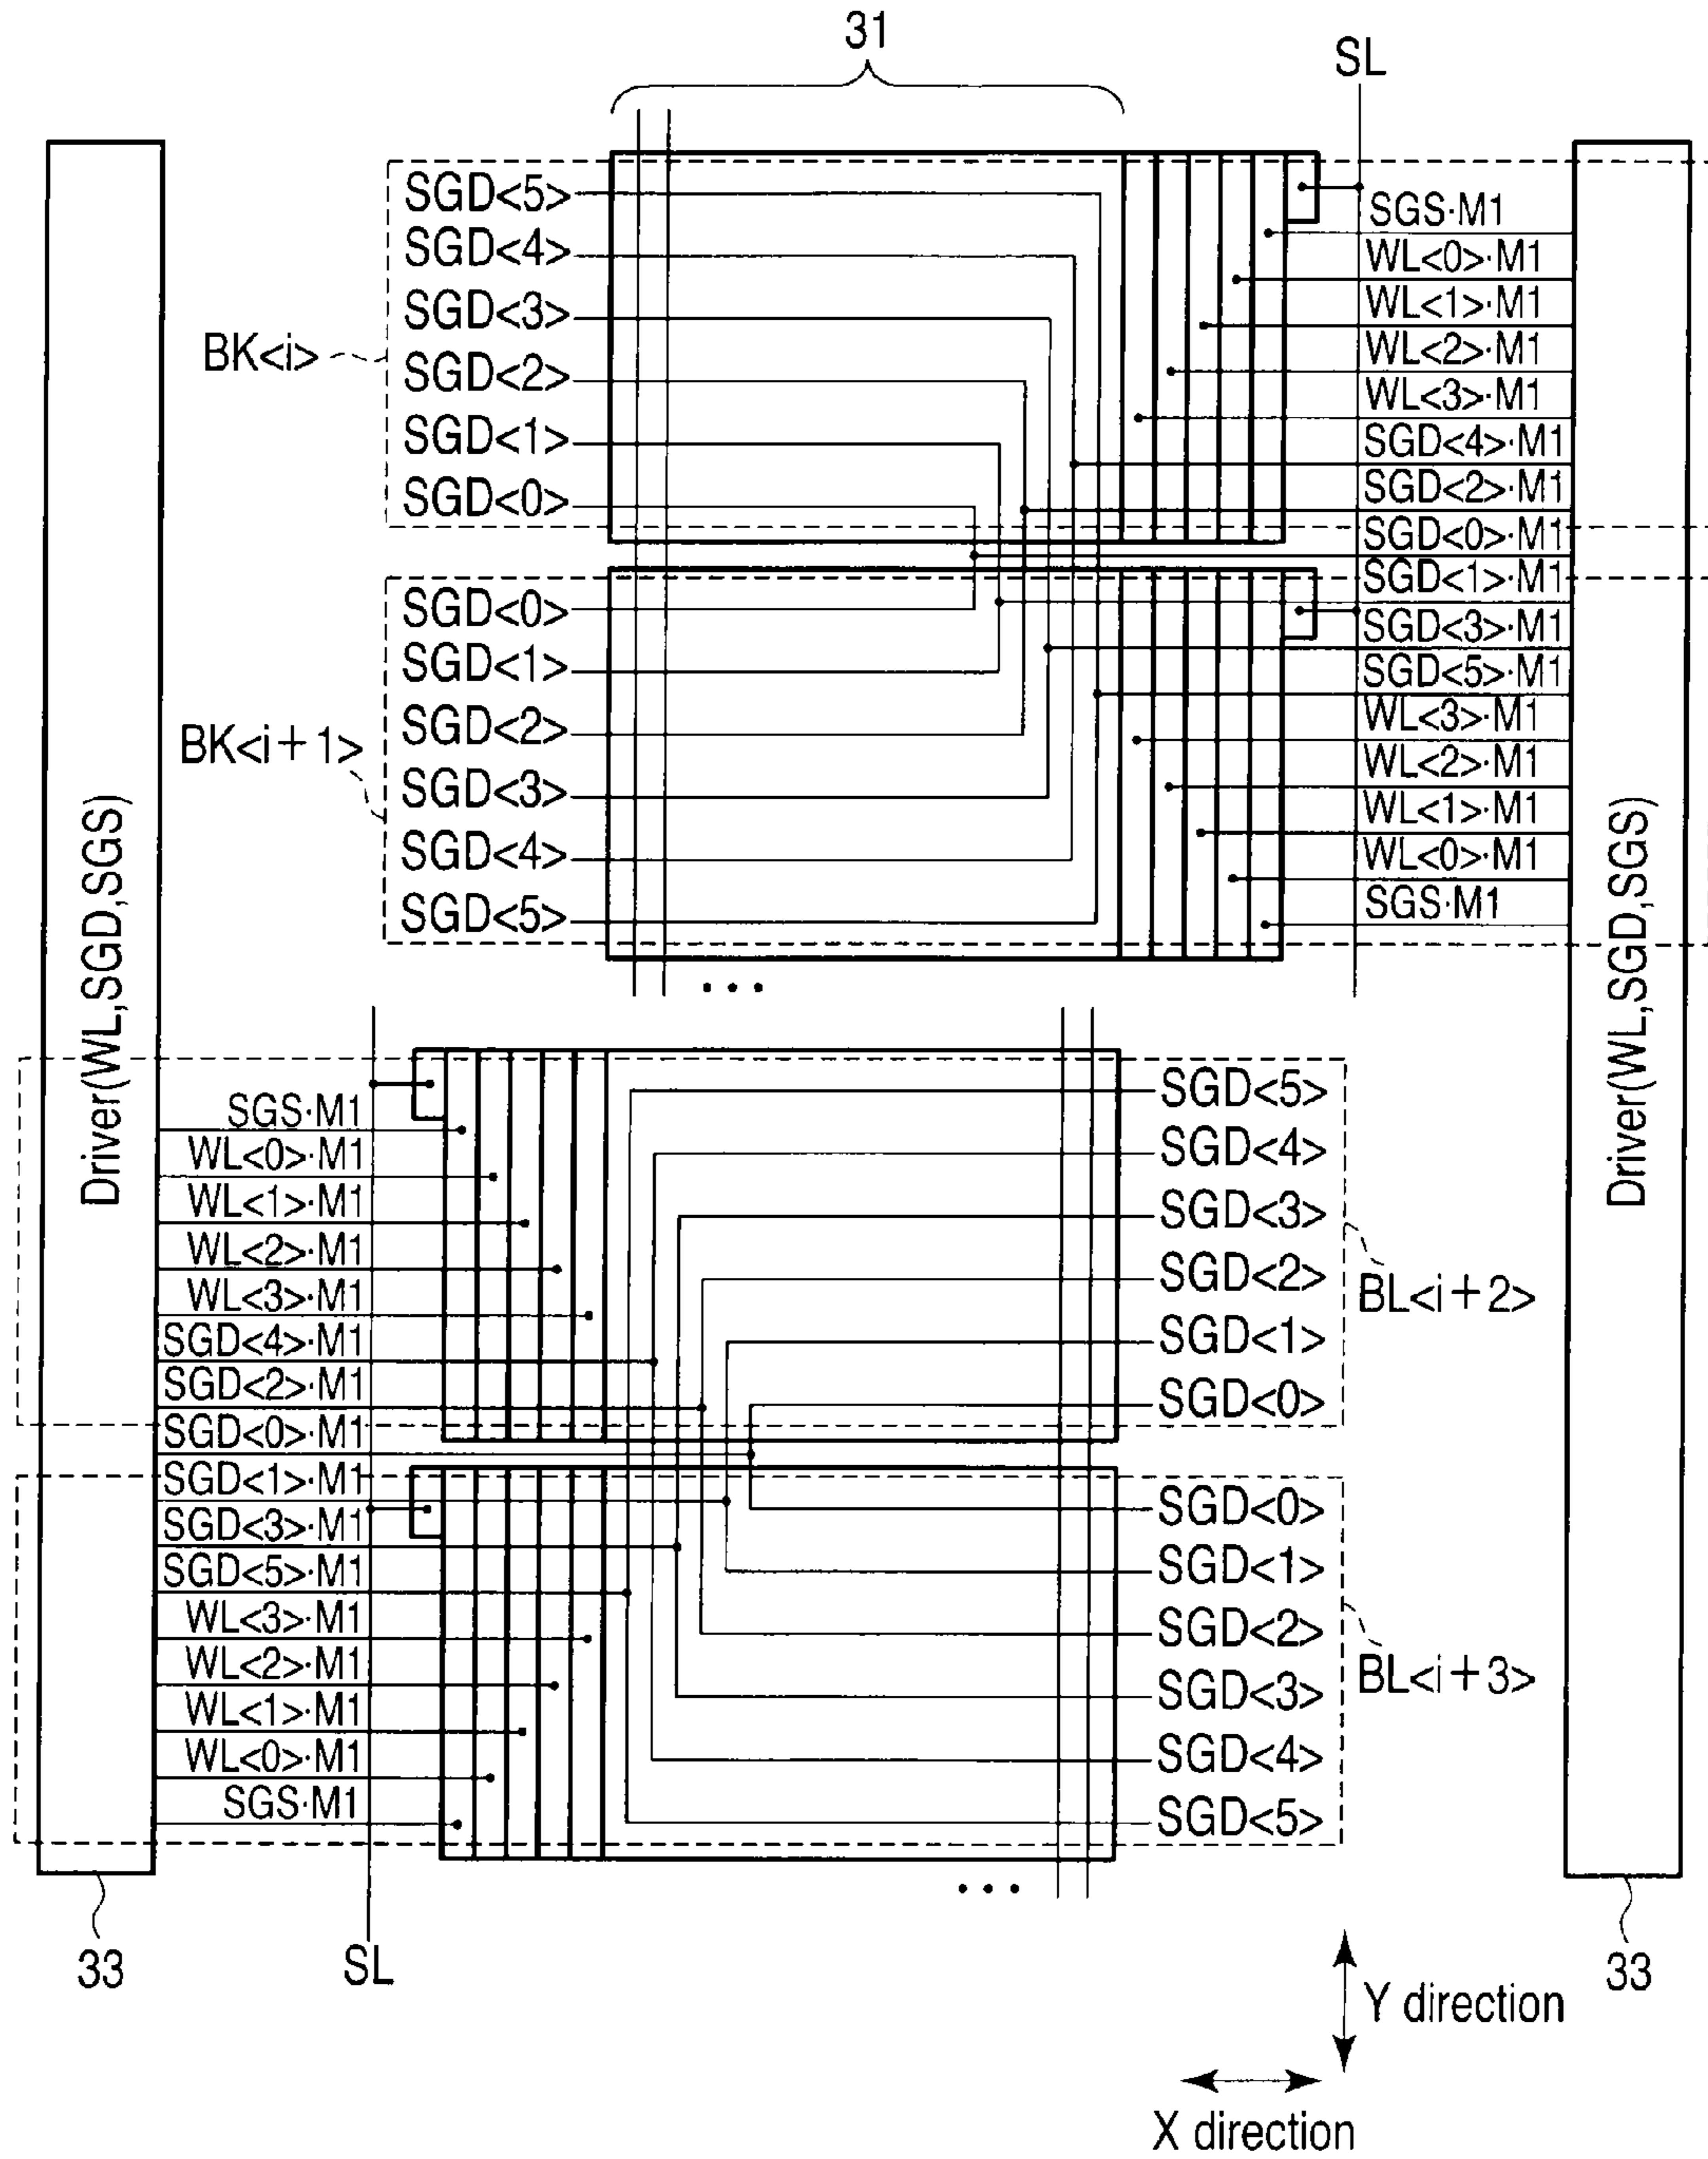 31
SL
SGD<5>
SGD<4>
SGD<3>
SGD<2>
SGD<1>
SGD<0>
BK<i>
SGS·M1
WL<0>·M1
WL<1>·M1
WL<2>·M1
WL<3>·M1
SGD<4>·M1
SGD<2>·M1
SGD<0>·M1
SGD<1>·M1
SGD<3>·M1
SGD<5>·M1
WL<3>·M1
WL<2>·M1
WL<1>·M1
WL<0>·M1
SGS·M1
SGD<0>
SGD<1>
SGD<2>
SGD<3>
SGD<4>
SGD<5>
BK<i+1>
Driver(WL,SGD,SGS)
Driver(WL,SGD,SGS)
...
SGS·M1
WL<0>·M1
WL<1>·M1
WL<2>·M1
WL<3>·M1
SGD<4>·M1
SGD<2>·M1
SGD<0>·M1
SGD<1>·M1
SGD<3>·M1
SGD<5>·M1
WL<3>·M1
WL<2>·M1
WL<1>·M1
WL<0>·M1
SGS·M1
SGD<5>
SGD<4>
SGD<3>
SGD<2>
SGD<1>
SGD<0>
BL<i+2>
SGD<0>
SGD<1>
SGD<2>
SGD<3>
SGD<4>
SGD<5>
BL<i+3>
...
33
SL
33
Y direction
X direction